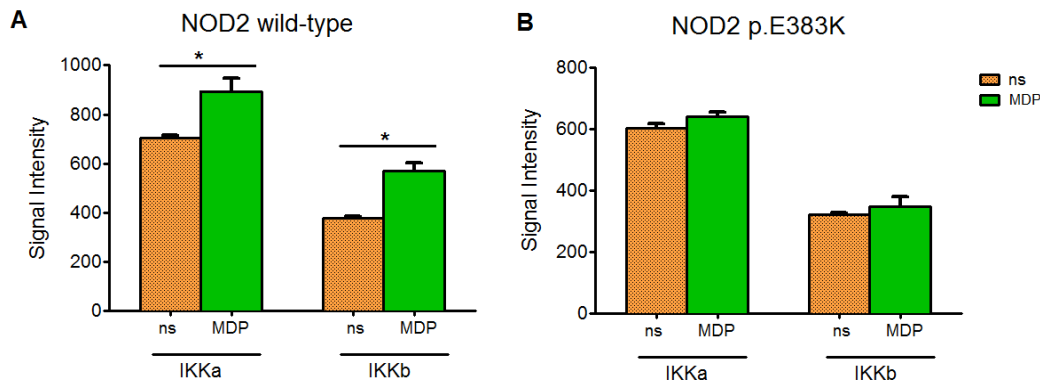 A
NOD2 wild-type
Signal Intensity
1000
800
600
400
200
0
*
*
ns
MDP
ns
MDP
IKKa
IKKb
B
NOD2 p.E383K
Signal Intensity
800
600
400
200
0
ns
MDP
ns
MDP
IKKa
IKKb
ns
MDP